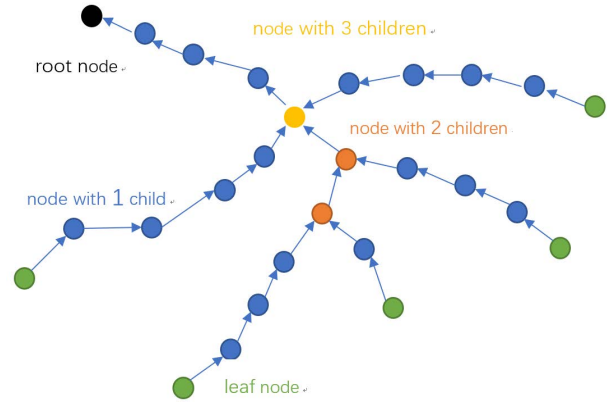 node with 3 children
root node
node with 2 children
node with 1 child
leaf node